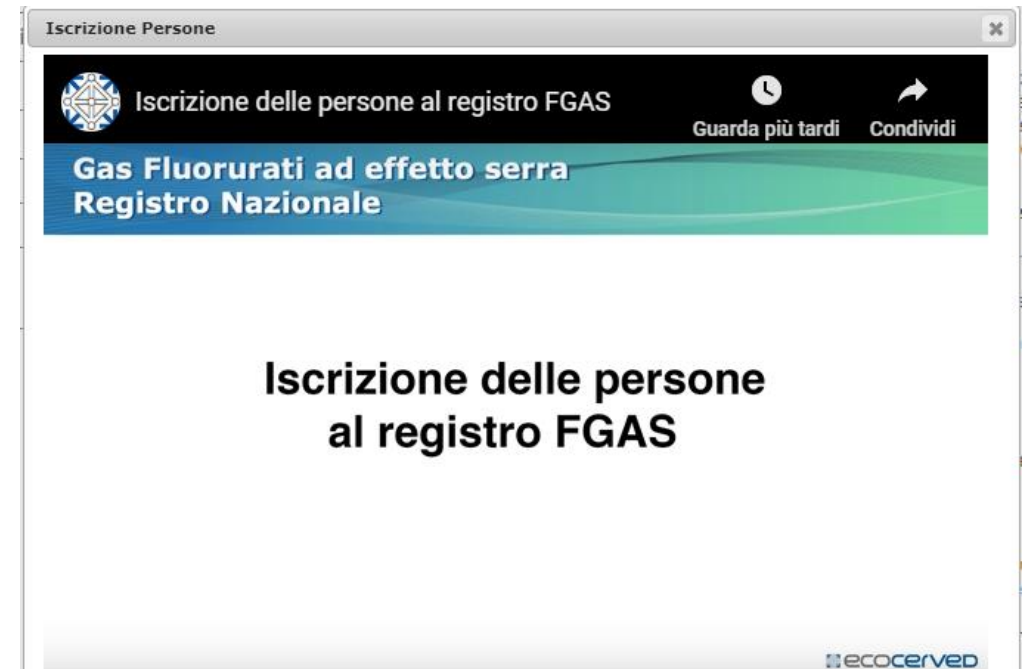 Iscrizione Persone
Iscrizione delle persone al registro FGAS
Guarda più tardi
Condividi
Gas Fluorurati ad effetto serra
Registro Nazionale
Iscrizione delle persone
al registro FGAS
ecocerved